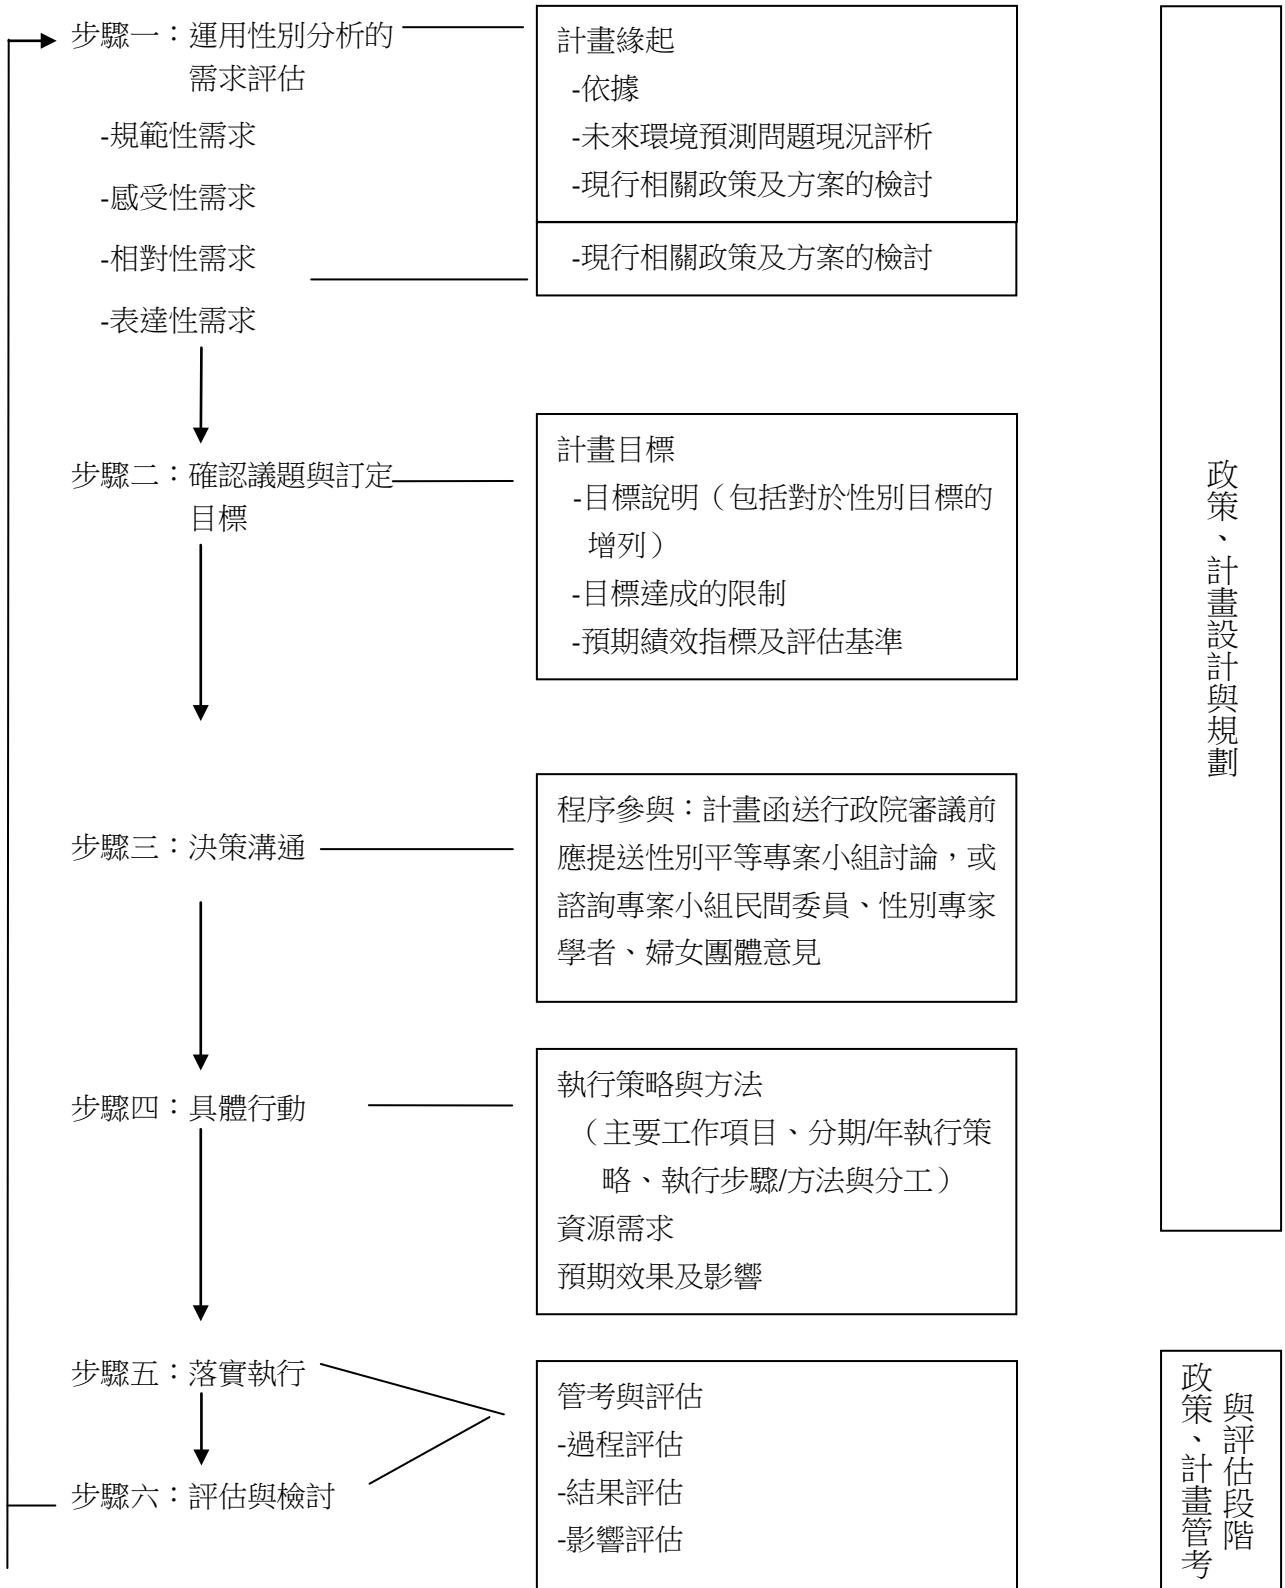 步驟一：運用性別分析的
需求評估
-規範性需求
-感受性需求
-相對性需求
-表達性需求
計畫緣起
-依據
-未來環境預測問題現況評析
-現行相關政策及方案的檢討
-現行相關政策及方案的檢討
步驟二：確認議題與訂定
目標
計畫目標
-目標說明（包括對於性別目標的
增列）
-目標達成的限制
-預期績效指標及評估基準
步驟三：決策溝通
程序參與：計畫函送行政院審議前
應提送性別平等專案小組討論，或
諮詢專案小組民間委員、性別專家
學者、婦女團體意見
步驟四：具體行動
執行策略與方法
（主要工作項目、分期/年執行策
略、執行步驟/方法與分工）
資源需求
預期效果及影響
步驟五：落實執行
步驟六：評估與檢討
管考與評估
-過程評估
-結果評估
-影響評估
政策、計畫設計與規劃
與評估段階
政策、計畫管考